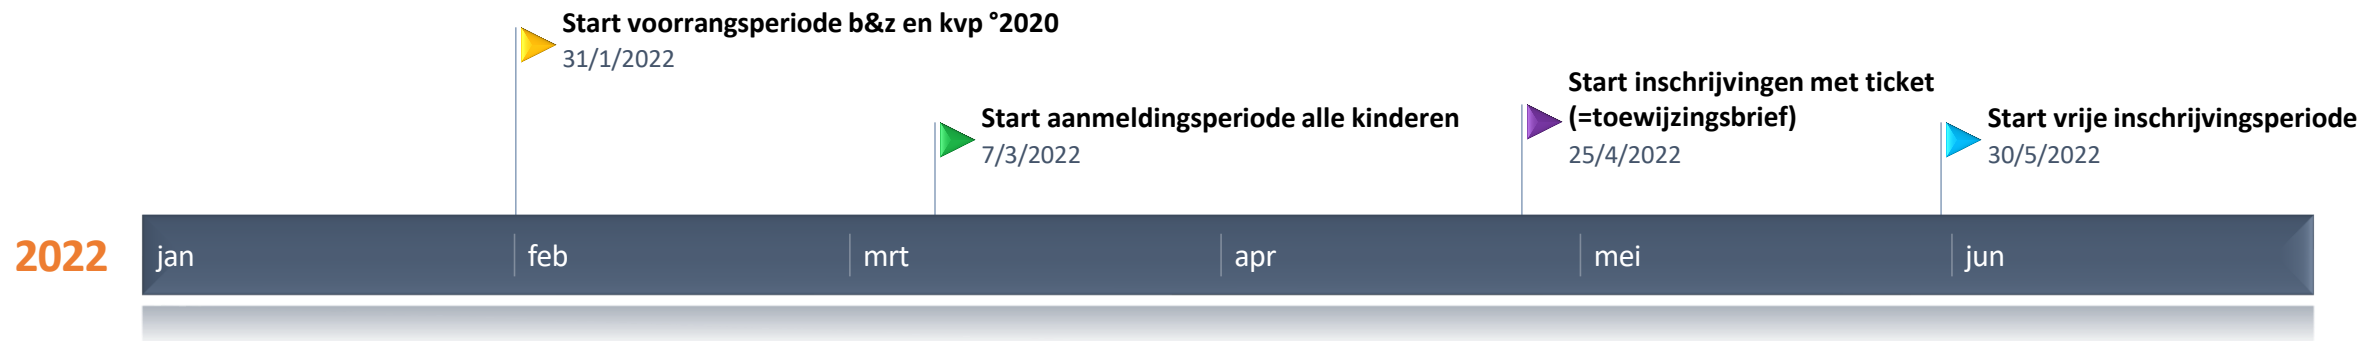 Start voorrangsperiode b&z en kvp °2020
31/1/2022
Start aanmeldingsperiode alle kinderen
7/3/2022
Start inschrijvingen met ticket
(=toewijzingsbrief)
25/4/2022
Start vrije inschrijvingsperiode
30/5/2022
2022
jan
feb
mrt
apr
mei
jun